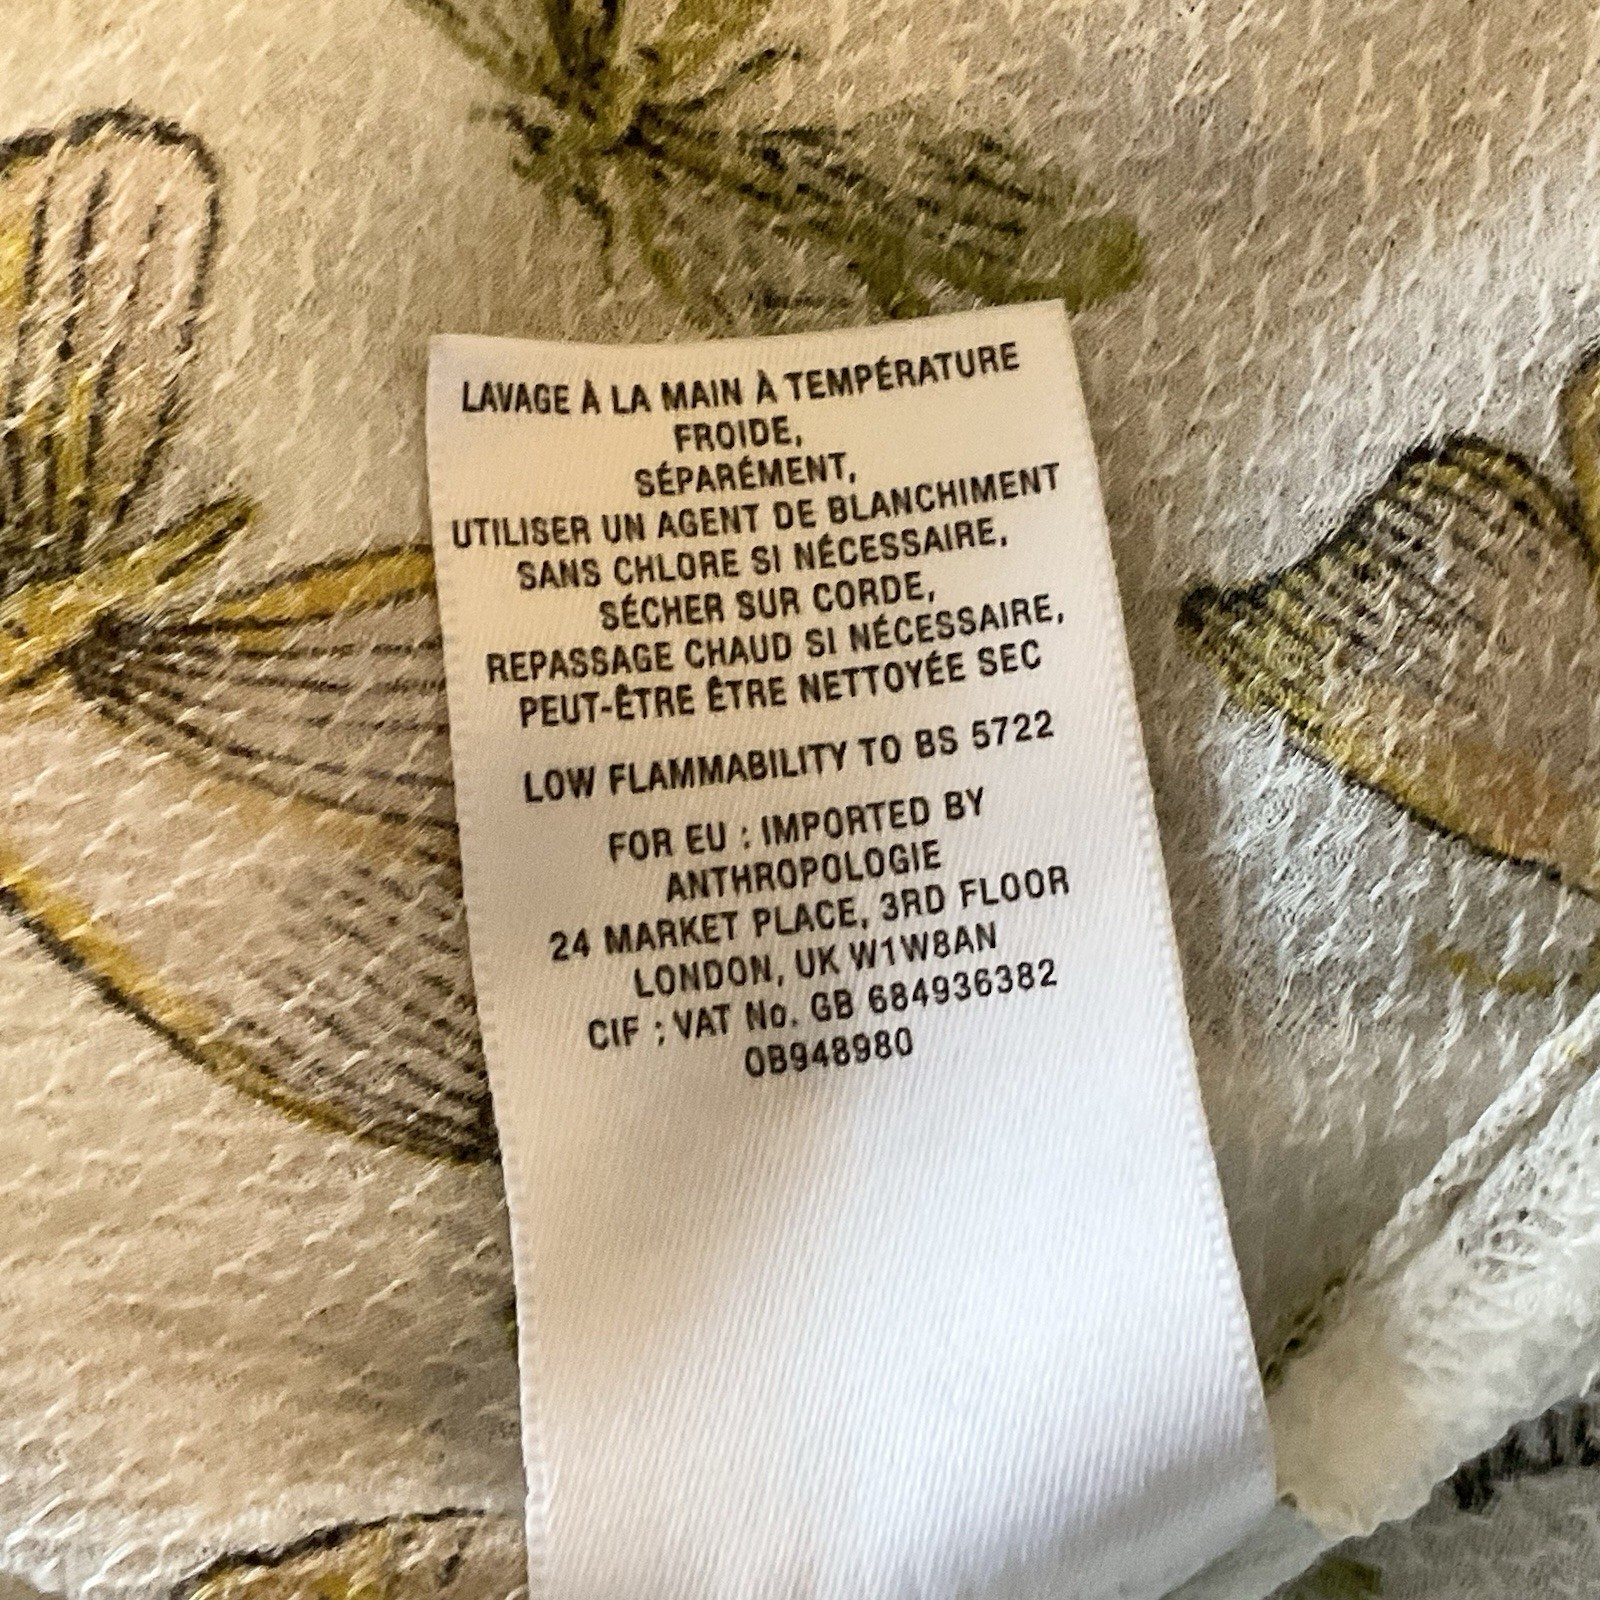 LAVAGE À LA MAIN À TEMPÉRATURE
FROIDE,
SÉPARÉMENT,
UTILISER UN AGENT DE BLANCHIMENT
SANS CHLORE SI NÉCESSAIRE,
SÉCHER SUR CORDE,
REPASSAGE CHAUD SI NÉCESSAIRE,
PEUT-ÊTRE ÊTRE NETTOYÉE SEC
LOW FLAMMABILITY TO BS 5722
FOR EU : IMPORTED BY
ANTHROPOLOGIE
24 MARKET PLACE, 3RD FLOOR
LONDON, UK W1W8AN
CIF : VAT No. GB 684936382
OB948980